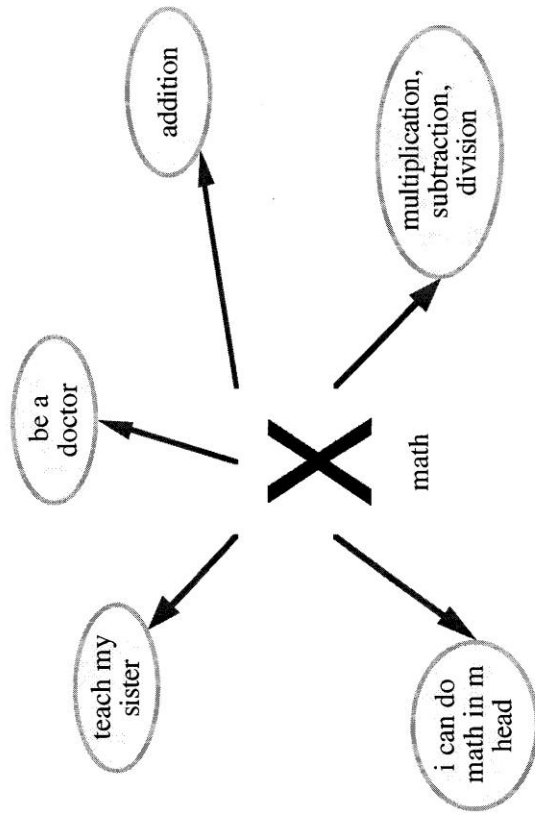 teach my
sister
be a
doctor
addition
X
math
i can do
math in m
head
multiplication,
subtraction,
division